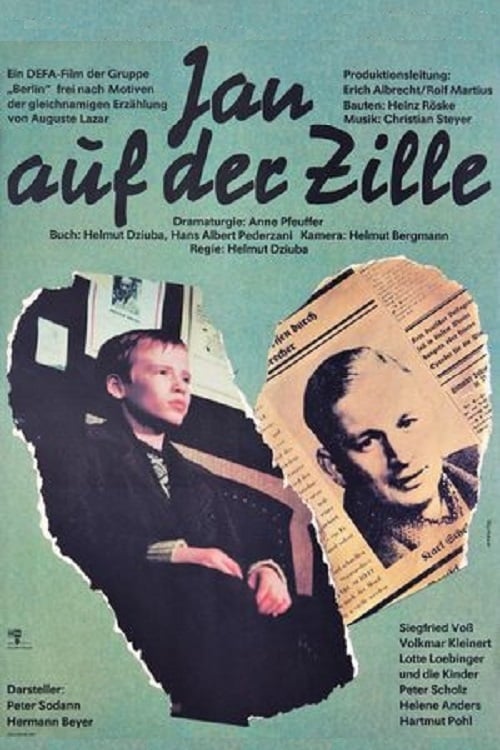 Ein DEFA-Film der Gruppe
„Berlin“ frei nach Motiven
der gleichnamigen Erzählung
von Auguste Lazar
Produktionsleitung:
Erich Albrecht/Rolf Martius
Bauten: Heinz Röske
Musik: Christian Steyer
Jan
auf der Zille
Dramaturgie: Anne Pfeuffer
Buch: Helmut Dziuba, Hans Albert Pederzani Kamera: Helmut Bergmann
Regie: Helmut Dziuba
durch
Karl
Siegfried Voß
Volkmar Kleinert
Lotte Loebinger
und die Kinder
Peter Scholz
Helene Anders
Hartmut Pohl
Darsteller:
Peter Sodann
Hermann Beyer